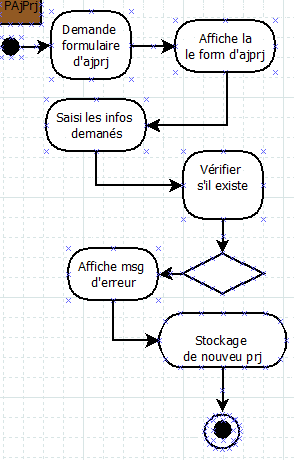 PAjPrj
Demande
formulaire
d'ajprj
Affiche la
le form d'ajprj
Saisi les infos
demanés
Vérifier
s'il existe
Affiche msg
d'erreur
Stockage
de nouveu prj